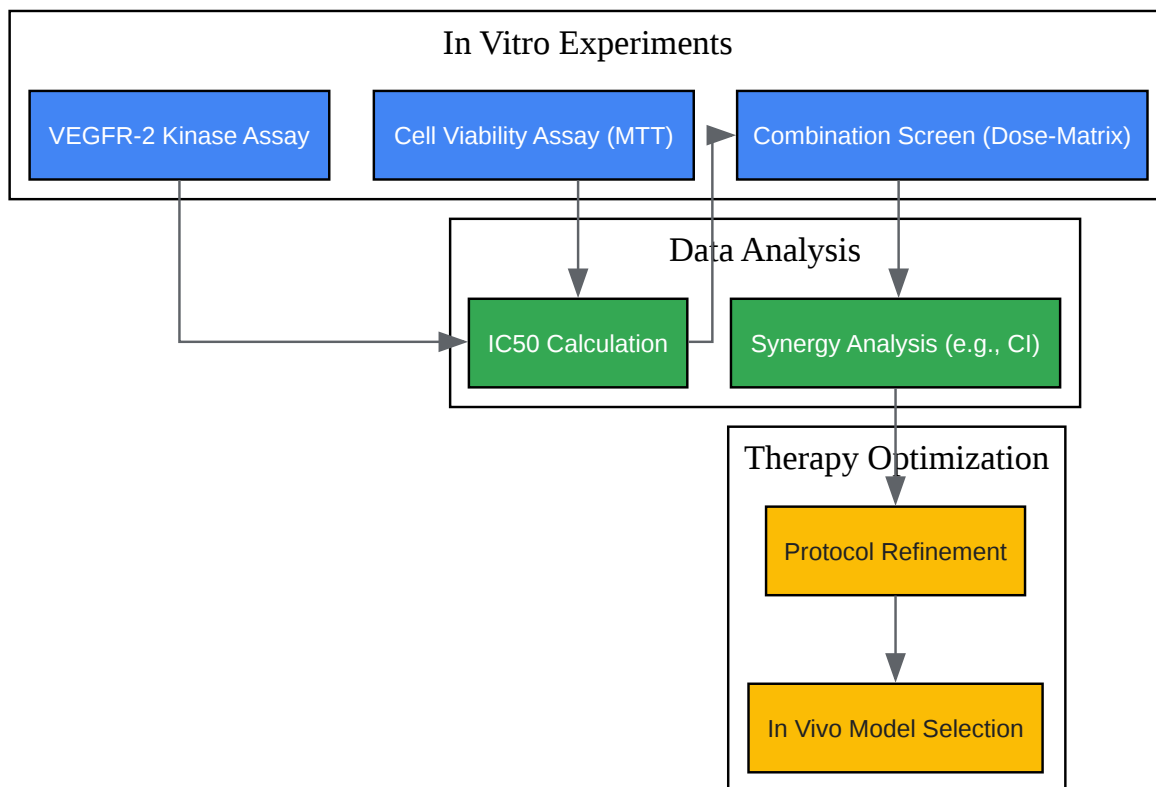 In Vitro Experiments
VEGFR-2 Kinase Assay
Cell Viability Assay (MTT)
Combination Screen (Dose-Matrix)
Data Analysis
IC50 Calculation
Synergy Analysis (e.g., CI)
Therapy Optimization
Protocol Refinement
In Vivo Model Selection